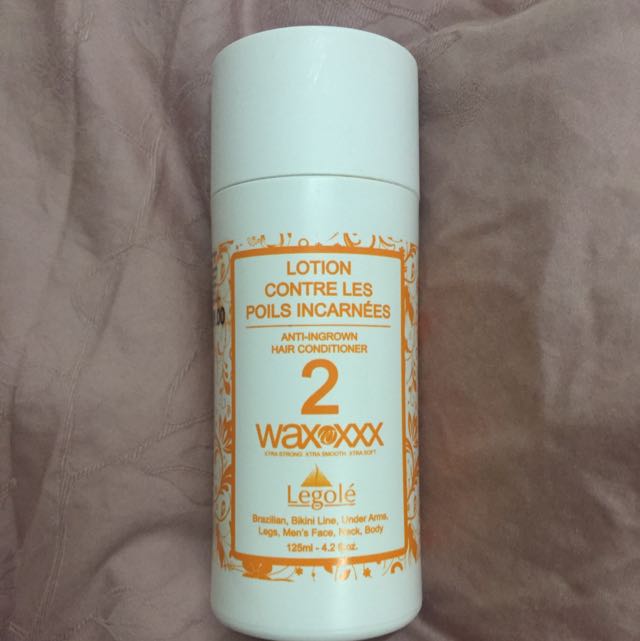 LOTION
CONTRE LES
POILS INCARNÉES
ANTI-INGROWN
HAIR CONDITIONER
2
waxxxx
XTRA STRONG. XTRA SMOOTH. XTRA SOFT
Legolé
Brazilian, Bikini Line, Under Arms,
Legs, Men's Face, Neck, Body
125ml - 4.2 fl.oz.